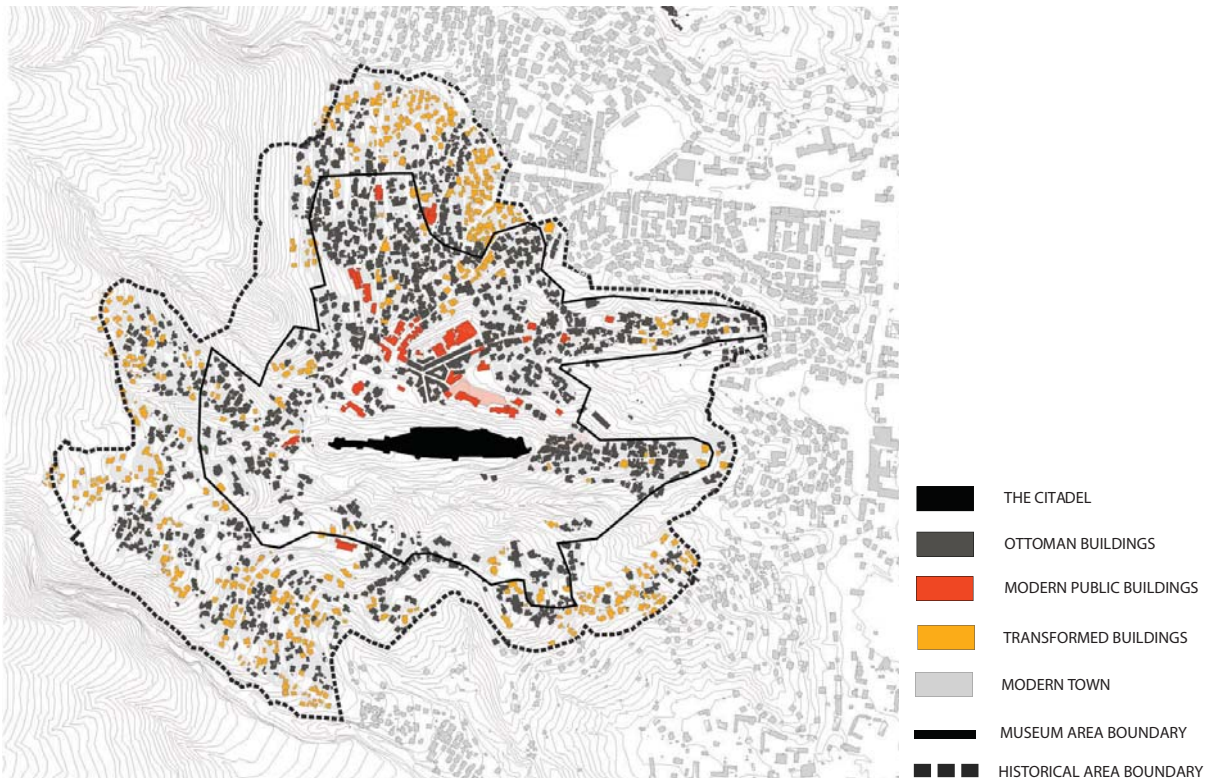 THE CITADEL
OTTOMAN BUILDINGS
MODERN PUBLIC BUILDINGS
TRANSFORMED BUILDINGS
MODERN TOWN
MUSEUM AREA BOUNDARY
HISTORICAL AREA BOUNDARY